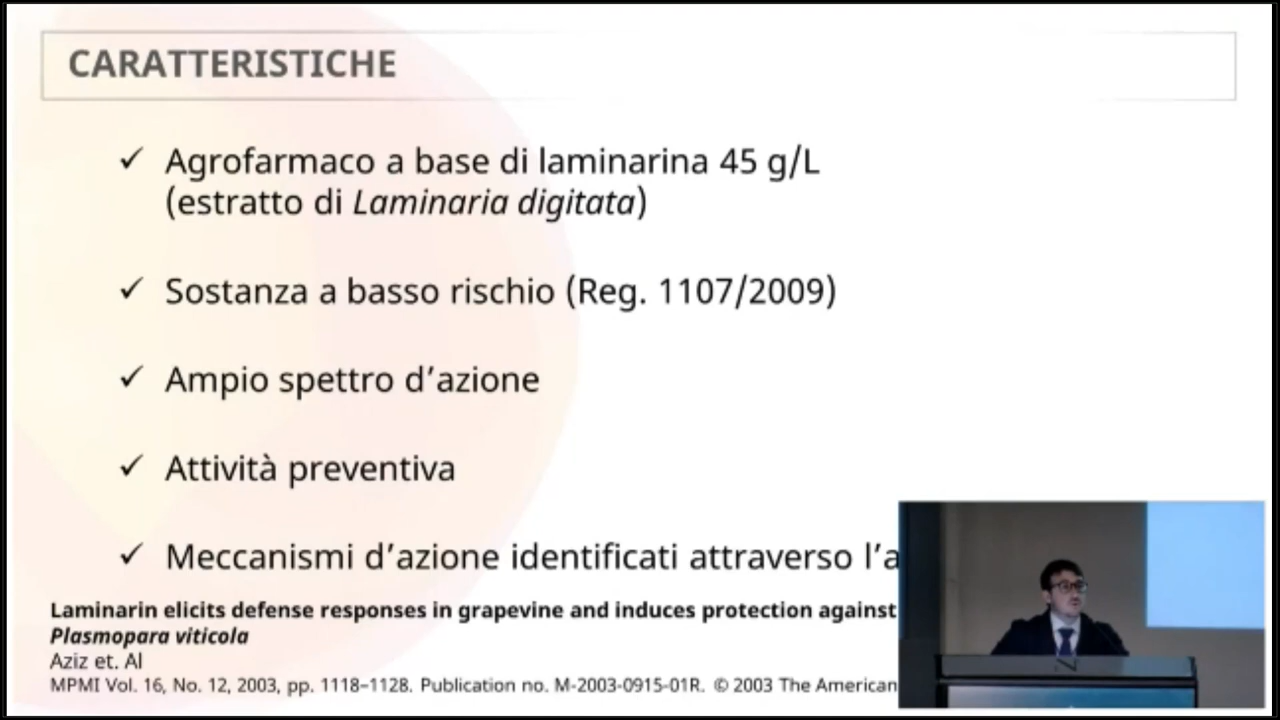 CARATTERISTICHE
✓ Agrofarmaco a base di laminarina 45 g/L
(estratto di Laminaria digitata)
✓ Sostanza a basso rischio (Reg. 1107/2009)
✓ Ampio spettro d’azione
✓ Attività preventiva
✓ Meccanismi d’azione identificati attraverso l’a
Laminarin elicits defense responses in grapevine and induces protection against
Plasmopara viticola
Aziz et. Al
MPMI Vol. 16, No. 12, 2003, pp. 1118–1128. Publication no. M-2003-0915-01R. © 2003 The American